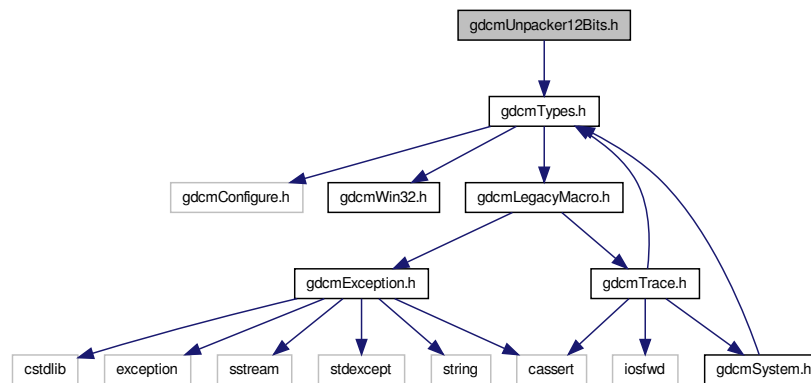 gdcmUnpacker12Bits.h
gdcmTypes.h
gdcmConfigure.h
gdcmWin32.h
gdcmLegacyMacro.h
gdcmException.h
gdcmTrace.h
cstdlib
exception
sstream
stdexcept
string
cassert
iosfwd
gdcmSystem.h